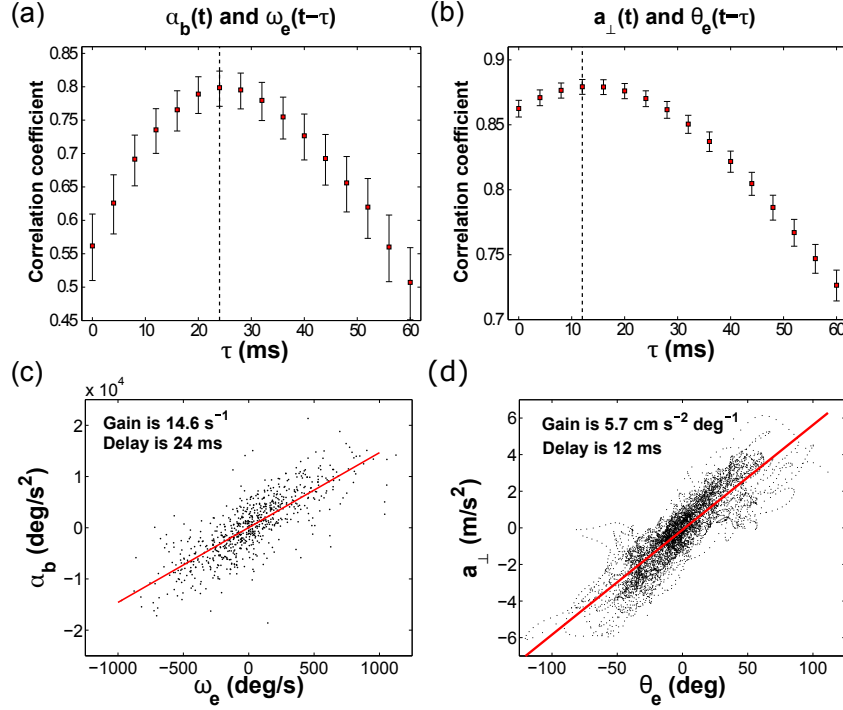 (a)
α_b(t) and ω_e(t−τ)
Correlation coefficient
0.85
0.8
0.75
0.7
0.65
0.6
0.55
0.5
0.45
0 10 20 30 40 50 60
τ (ms)
(b)
a_⊥(t) and θ_e(t−τ)
Correlation coefficient
0.9
0.85
0.8
0.75
0.7
0 10 20 30 40 50 60
τ (ms)
(c)
x 10^4
Gain is 14.6 s^−1
Delay is 24 ms
α_b (deg/s^2)
2
1
0
−1
−2
−1000 −500 0 500 1000
ω_e (deg/s)
(d)
Gain is 5.7 cm s^−2 deg^−1
Delay is 12 ms
a_⊥ (m/s^2)
6
4
2
0
−2
−4
−6
−100 −50 0 50 100
θ_e (deg)